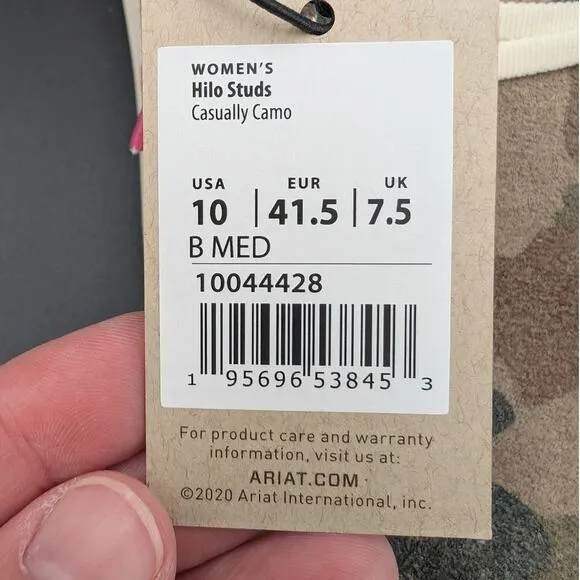 WOMEN'S
Hilo Studs
Casually Camo
USA EUR UK
10 | 41.5 | 7.5
B MED
10044428
1 95696 53845 3
For product care and warranty
information, visit us at:
ARIAT.COM
©2020 Ariat International, inc.